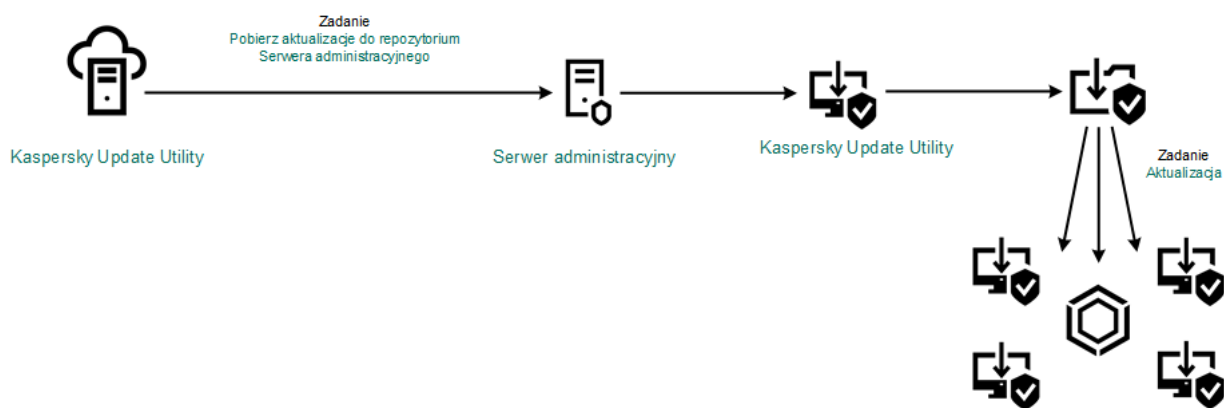 Zadanie
Pobierz aktualizacje do repozytorium
Serwera administracyjnego
Kaspersky Update Utility
Serwer administracyjny
Kaspersky Update Utility
Zadanie
Aktualizacja